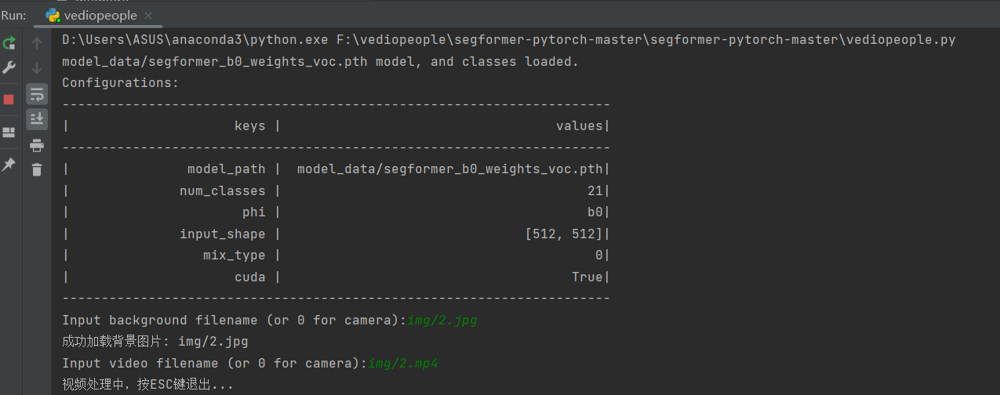 Run: vediopeople
D:\Users\ASUS\anaconda3\python.exe F:\vediopeople\segformer-pytorch-master\segformer-pytorch-master\vediopeople.py
model_data/segformer_b0_weights_voc.pth model, and classes loaded.
Configurations:
----------------------------------------------------------------------
|                     keys |                                   values|
----------------------------------------------------------------------
|               model_path |  model_data/segformer_b0_weights_voc.pth|
|              num_classes |                                       21|
|                      phi |                                       b0|
|              input_shape |                               [512, 512]|
|                 mix_type |                                        0|
|                     cuda |                                     True|
----------------------------------------------------------------------
Input background filename (or 0 for camera):img/2.jpg
成功加载背景图片: img/2.jpg
Input video filename (or 0 for camera):img/2.mp4
视频处理中，按ESC键退出...